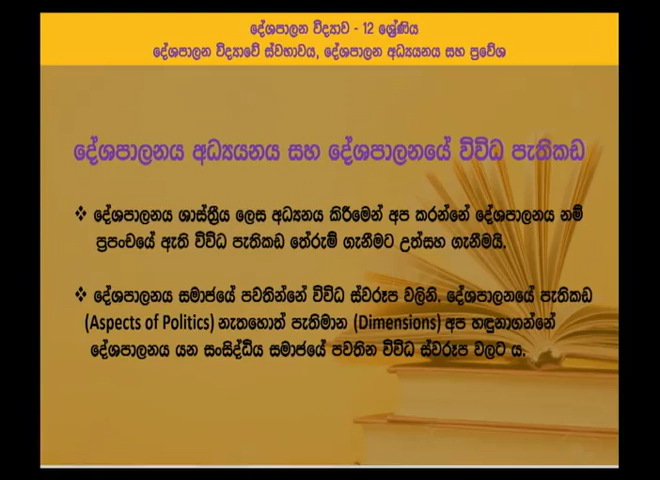 දේශපාලන විද්‍යාව - 12 ශ්‍රේණිය
දේශපාලන විද්‍යාවේ ස්වභාවය, දේශපාලන අධ්‍යයනය සහ ප්‍රවේශ
දේශපාලනය අධ්‍යයනය සහ දේශපාලනයේ විවිධ පැතිකඩ
❖ දේශපාලනය ශාස්ත්‍රීය ලෙස අධ්‍යනය කිරීමෙන් අප කරන්නේ දේශපාලනය නම්
ප්‍රපංචයේ ඇති විවිධ පැතිකඩ තේරුම් ගැනීමට උත්සහ ගැනීමයි.
❖ දේශපාලනය සමාජයේ පවතින්නේ විවිධ ස්වරූප වලිනි. දේශපාලනයේ පැතිකඩ
(Aspects of Politics) නැතහොත් පැතිමාන (Dimensions) අප හඳුනාගන්නේ
දේශපාලනය යන සංසිද්ධිය සමාජයේ පවතින විවිධ ස්වරූප වලට ය.